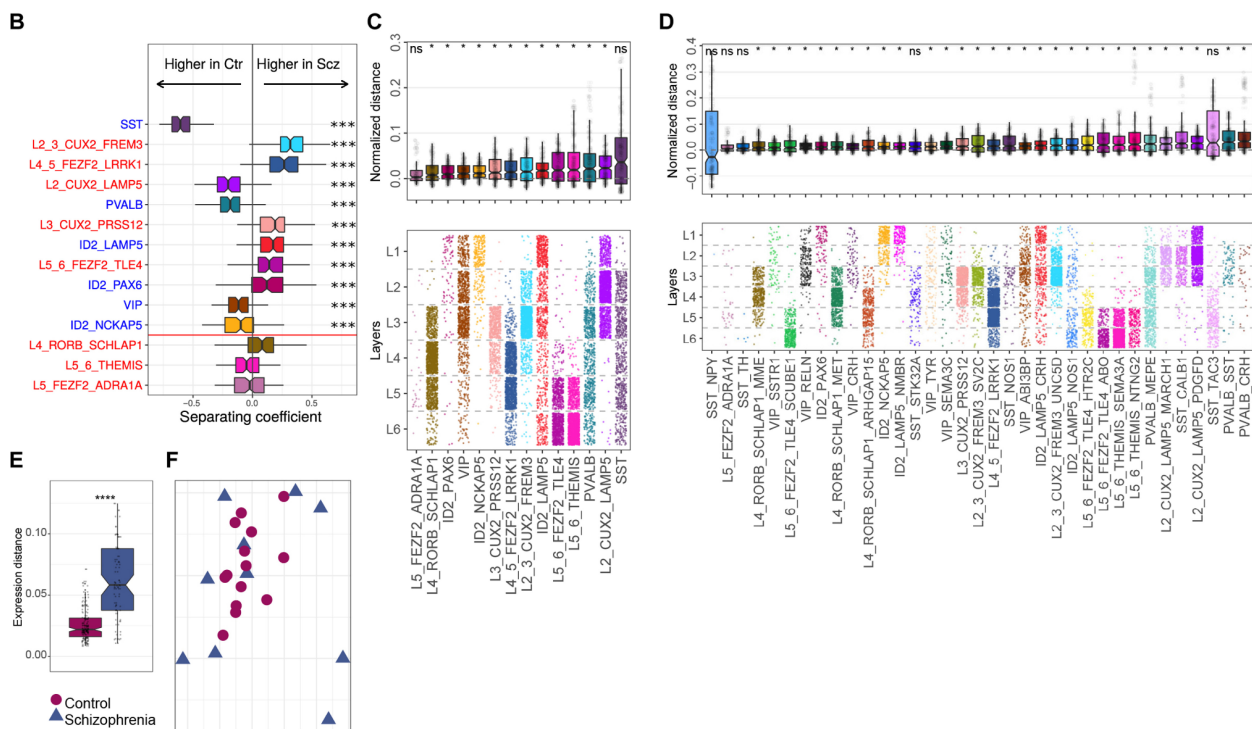 B
Higher in Ctr
Higher in Scz
SST
***
L2_3_CUX2_FREM3
***
L4_5_FEZF2_LRRK1
***
L2_CUX2_LAMP5
***
PVALB
***
L3_CUX2_PRSS12
***
ID2_LAMP5
***
L5_6_FEZF2_TLE4
***
ID2_PAX6
***
VIP
***
ID2_NCKAP5
***
L4_RORB_SCHLAP1
L5_6_THEMIS
L5_FEZF2_ADRA1A
-0.5
0.0
0.5
Separating coefficient
C
Normalized distance
0.3
0.2
0.1
0.0
ns * * * * * * * * * * * * ns
Layers
L1
L2
L3
L4
L5
L6
L5_FEZF2_ADRA1A
L4_RORB_SCHLAP1
ID2_PAX6
VIP
ID2_NCKAP5
L3_CUX2_PRSS12
L4_5_FEZF2_LRRK1
L2_3_CUX2_FREM3
ID2_LAMP5
L5_6_FEZF2_TLE4
L5_6_THEMIS
PVALB
L2_CUX2_LAMP5
SST
D
Normalized distance
0.4
0.3
0.2
0.1
0.0
-0.1
ns ns ns * * * * * * * * * ns * * * * * * * * * * * * * * * * * * ns * *
Layers
L1
L2
L3
L4
L5
L6
SST_NPY
L5_FEZF2_ADRA1A
SST_TH
L4_RORB_SCHLAP1_MME
VIP_SSTR1
L5_6_FEZF2_TLE4_SCUBE1
VIP_RELN
ID2_PAX6
L4_RORB_SCHLAP1_MET
VIP_CRH
L4_RORB_SCHLAP1_ARHGAP15
ID2_NCKAP5
ID2_LAMP5_NMBR
SST_STK32A
VIP_TYR
VIP_SEMA3C
L3_CUX2_PRSS12
L2_3_CUX2_FREM3_SV2C
L4_5_FEZF2_LRRK1
SST_NOS1
VIP_ABI3BP
ID2_LAMP5_CRH
L2_3_CUX2_FREM3_UNC5D
ID2_LAMP5_NOS1
L5_6_FEZF2_TLE4_HTR2C
L5_6_FEZF2_TLE4_ABO
L5_6_THEMIS_SEMA3A
L5_6_THEMIS_NTNG2
PVALB_MEPE
L2_CUX2_LAMP5_MARCH1
SST_CALB1
L2_CUX2_LAMP5_PDGFD
SST_TAC3
PVALB_SST
PVALB_CRH
E
Expression distance
0.10
0.05
0.00
****
F
Control
Schizophrenia